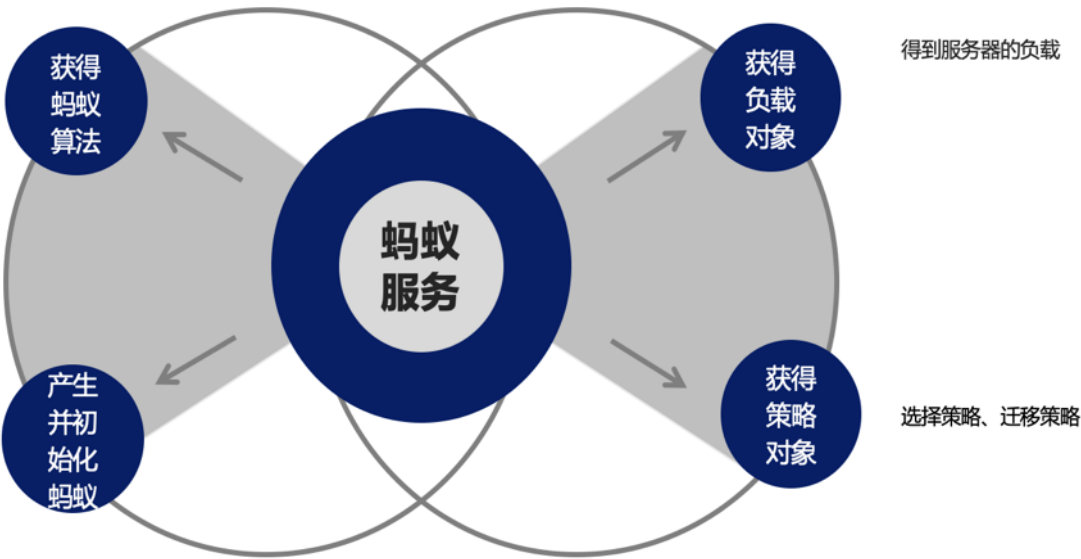 获得
蚂蚁
算法
获得
负载
对象
得到服务器的负载
蚂蚁
服务
产生
并初
始化
蚂蚁
获得
策略
对象
选择策略、迁移策略